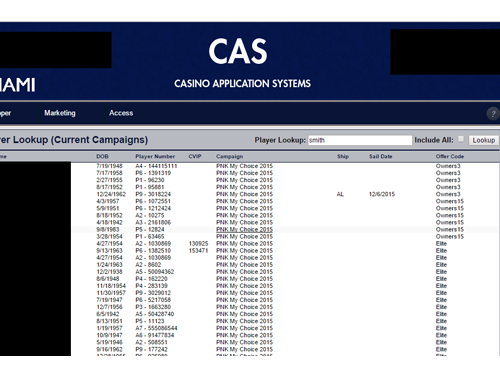 CAS
CASINO APPLICATION SYSTEMS
IAMI
per Marketing Access ?
er Lookup (Current Campaigns) Player Lookup: smith Include All: Lookup
me DOB Player Number CVIP Campaign Ship Sail Date Offer Code
7/19/1948 A4 - 144115111 PNK My Choice 2015 Owners3
7/17/1958 P6 - 1391319 PNK My Choice 2015 Owners3
2/27/1955 P1 - 96230 PNK My Choice 2015 Owners3
8/17/1952 P1 - 95881 PNK My Choice 2015 Owners3
12/24/1962 P9 - 3018224 PNK My Choice 2015 AL 12/6/2015 Owners3
4/3/1957 P6 - 1072551 PNK My Choice 2015 Owners15
5/9/1951 P6 - 1212424 PNK My Choice 2015 Owners15
8/18/1952 A2 - 10275 PNK My Choice 2015 Owners15
4/18/1942 A3 - 2161806 PNK My Choice 2015 Owners15
9/8/1983 P5 - 12824 PNK My Choice 2015 Owners15
3/28/1954 P1 - 63465 PNK My Choice 2015 Owners15
4/27/1954 A2 - 1030869 130925 PNK My Choice 2015 Elite
9/13/1963 P6 - 1382510 153471 PNK My Choice 2015 Elite
4/27/1954 A2 - 1030869 PNK My Choice 2015 Elite
1/24/1963 A2 - 8602 PNK My Choice 2015 Elite
12/2/1938 A5 - 50094362 PNK My Choice 2015 Elite
8/6/1948 P4 - 162220 PNK My Choice 2015 Elite
11/18/1954 P4 - 283139 PNK My Choice 2015 Elite
11/30/1957 P9 - 3029012 PNK My Choice 2015 Elite
7/19/1947 P6 - 5217058 PNK My Choice 2015 Elite
12/7/1956 P3 - 1663280 PNK My Choice 2015 Elite
6/5/1942 A5 - 50428740 PNK My Choice 2015 Elite
8/13/1951 P5 - 11123 PNK My Choice 2015 Elite
1/19/1957 A7 - 555086544 PNK My Choice 2015 Elite
10/9/1947 A6 - 91477834 PNK My Choice 2015 Elite
5/19/1946 A2 - 508551 PNK My Choice 2015 Elite
9/16/1962 P9 - 177242 PNK My Choice 2015 Elite
PNK My Choice 2015 Elite